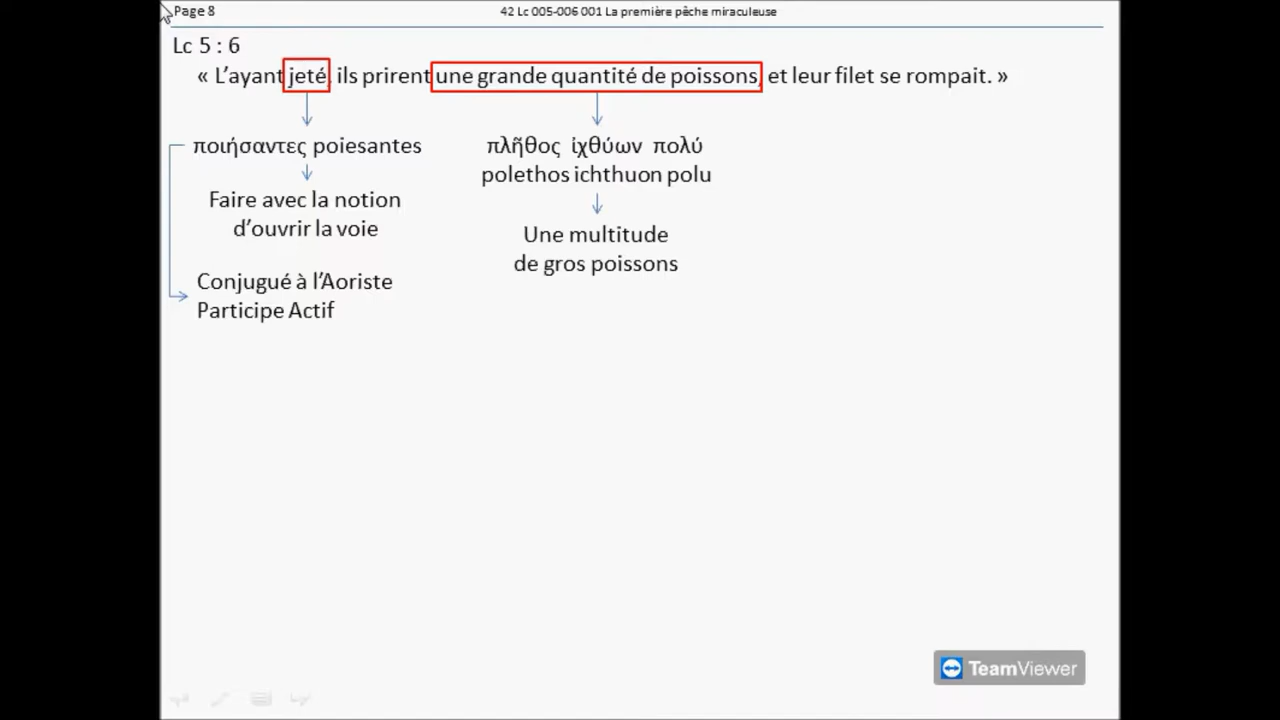 Page 8
42 Lc 005-006 001 La première pêche miraculeuse
Lc 5 : 6
« L'ayant jeté, ils prirent une grande quantité de poissons, et leur filet se rompait. »
ποιήσαντες poiesantes
Faire avec la notion
d'ouvrir la voie
Conjugué à l'Aoriste
Participe Actif
πλῆθος ἰχθύων πολύ
polethos ichthuon polu
Une multitude
de gros poissons
TeamViewer